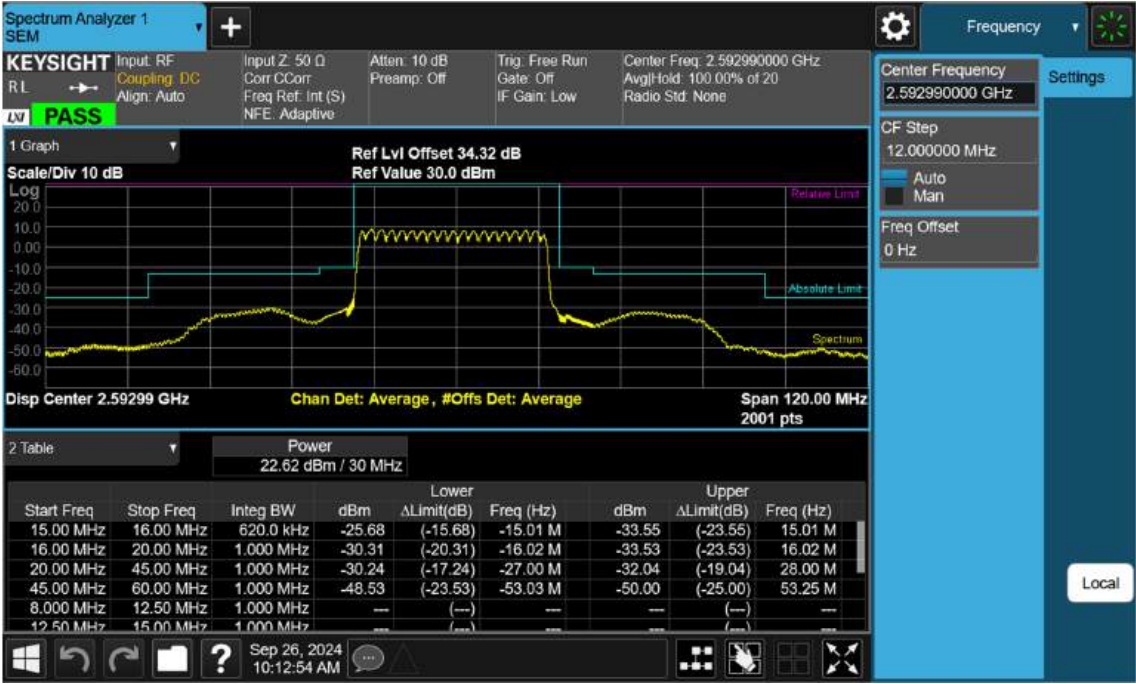 Spectrum Analyzer 1
SEM
Frequency
KEYSIGHT
R L
LXI
PASS
Input: RF
Coupling: DC
Align: Auto
Input Z: 50 Ω
Corr CCorr
Freq Ref: Int (S)
NFE: Adaptive
Atten: 10 dB
Preamp: Off
Trig: Free Run
Gate: Off
IF Gain: Low
Center Freq: 2.592990000 GHz
Avg|Hold: 100.00% of 20
Radio Std: None
Center Frequency
2.592990000 GHz
Settings
CF Step
12.000000 MHz
Auto
Man
Freq Offset
0 Hz
1 Graph
Scale/Div 10 dB
Ref Lvl Offset 34.32 dB
Ref Value 30.0 dBm
Log
Relative Limit
20.0
10.0
0.00
-10.0
-20.0
Absolute Limit
-30.0
-40.0
Spectrum
-50.0
-60.0
Disp Center 2.59299 GHz
Chan Det: Average, #Offs Det: Average
Span 120.00 MHz
2001 pts
2 Table
Power
22.62 dBm / 30 MHz
Lower Upper
Start Freq Stop Freq Integ BW dBm ΔLimit(dB) Freq (Hz) dBm ΔLimit(dB) Freq (Hz)
15.00 MHz 16.00 MHz 620.0 kHz -25.68 (-15.68) -15.01 M -33.55 (-23.55) 15.01 M
16.00 MHz 20.00 MHz 1.000 MHz -30.31 (-20.31) -16.02 M -33.53 (-23.53) 16.02 M
20.00 MHz 45.00 MHz 1.000 MHz -30.24 (-17.24) -27.00 M -32.04 (-19.04) 28.00 M
45.00 MHz 60.00 MHz 1.000 MHz -48.53 (-23.53) -53.03 M -50.00 (-25.00) 53.25 M
8.000 MHz 12.50 MHz 1.000 MHz --- (---) --- --- (---) ---
12.50 MHz 15.00 MHz 1.000 MHz --- (---) --- --- (---) ---
Local
?
Sep 26, 2024
10:12:54 AM